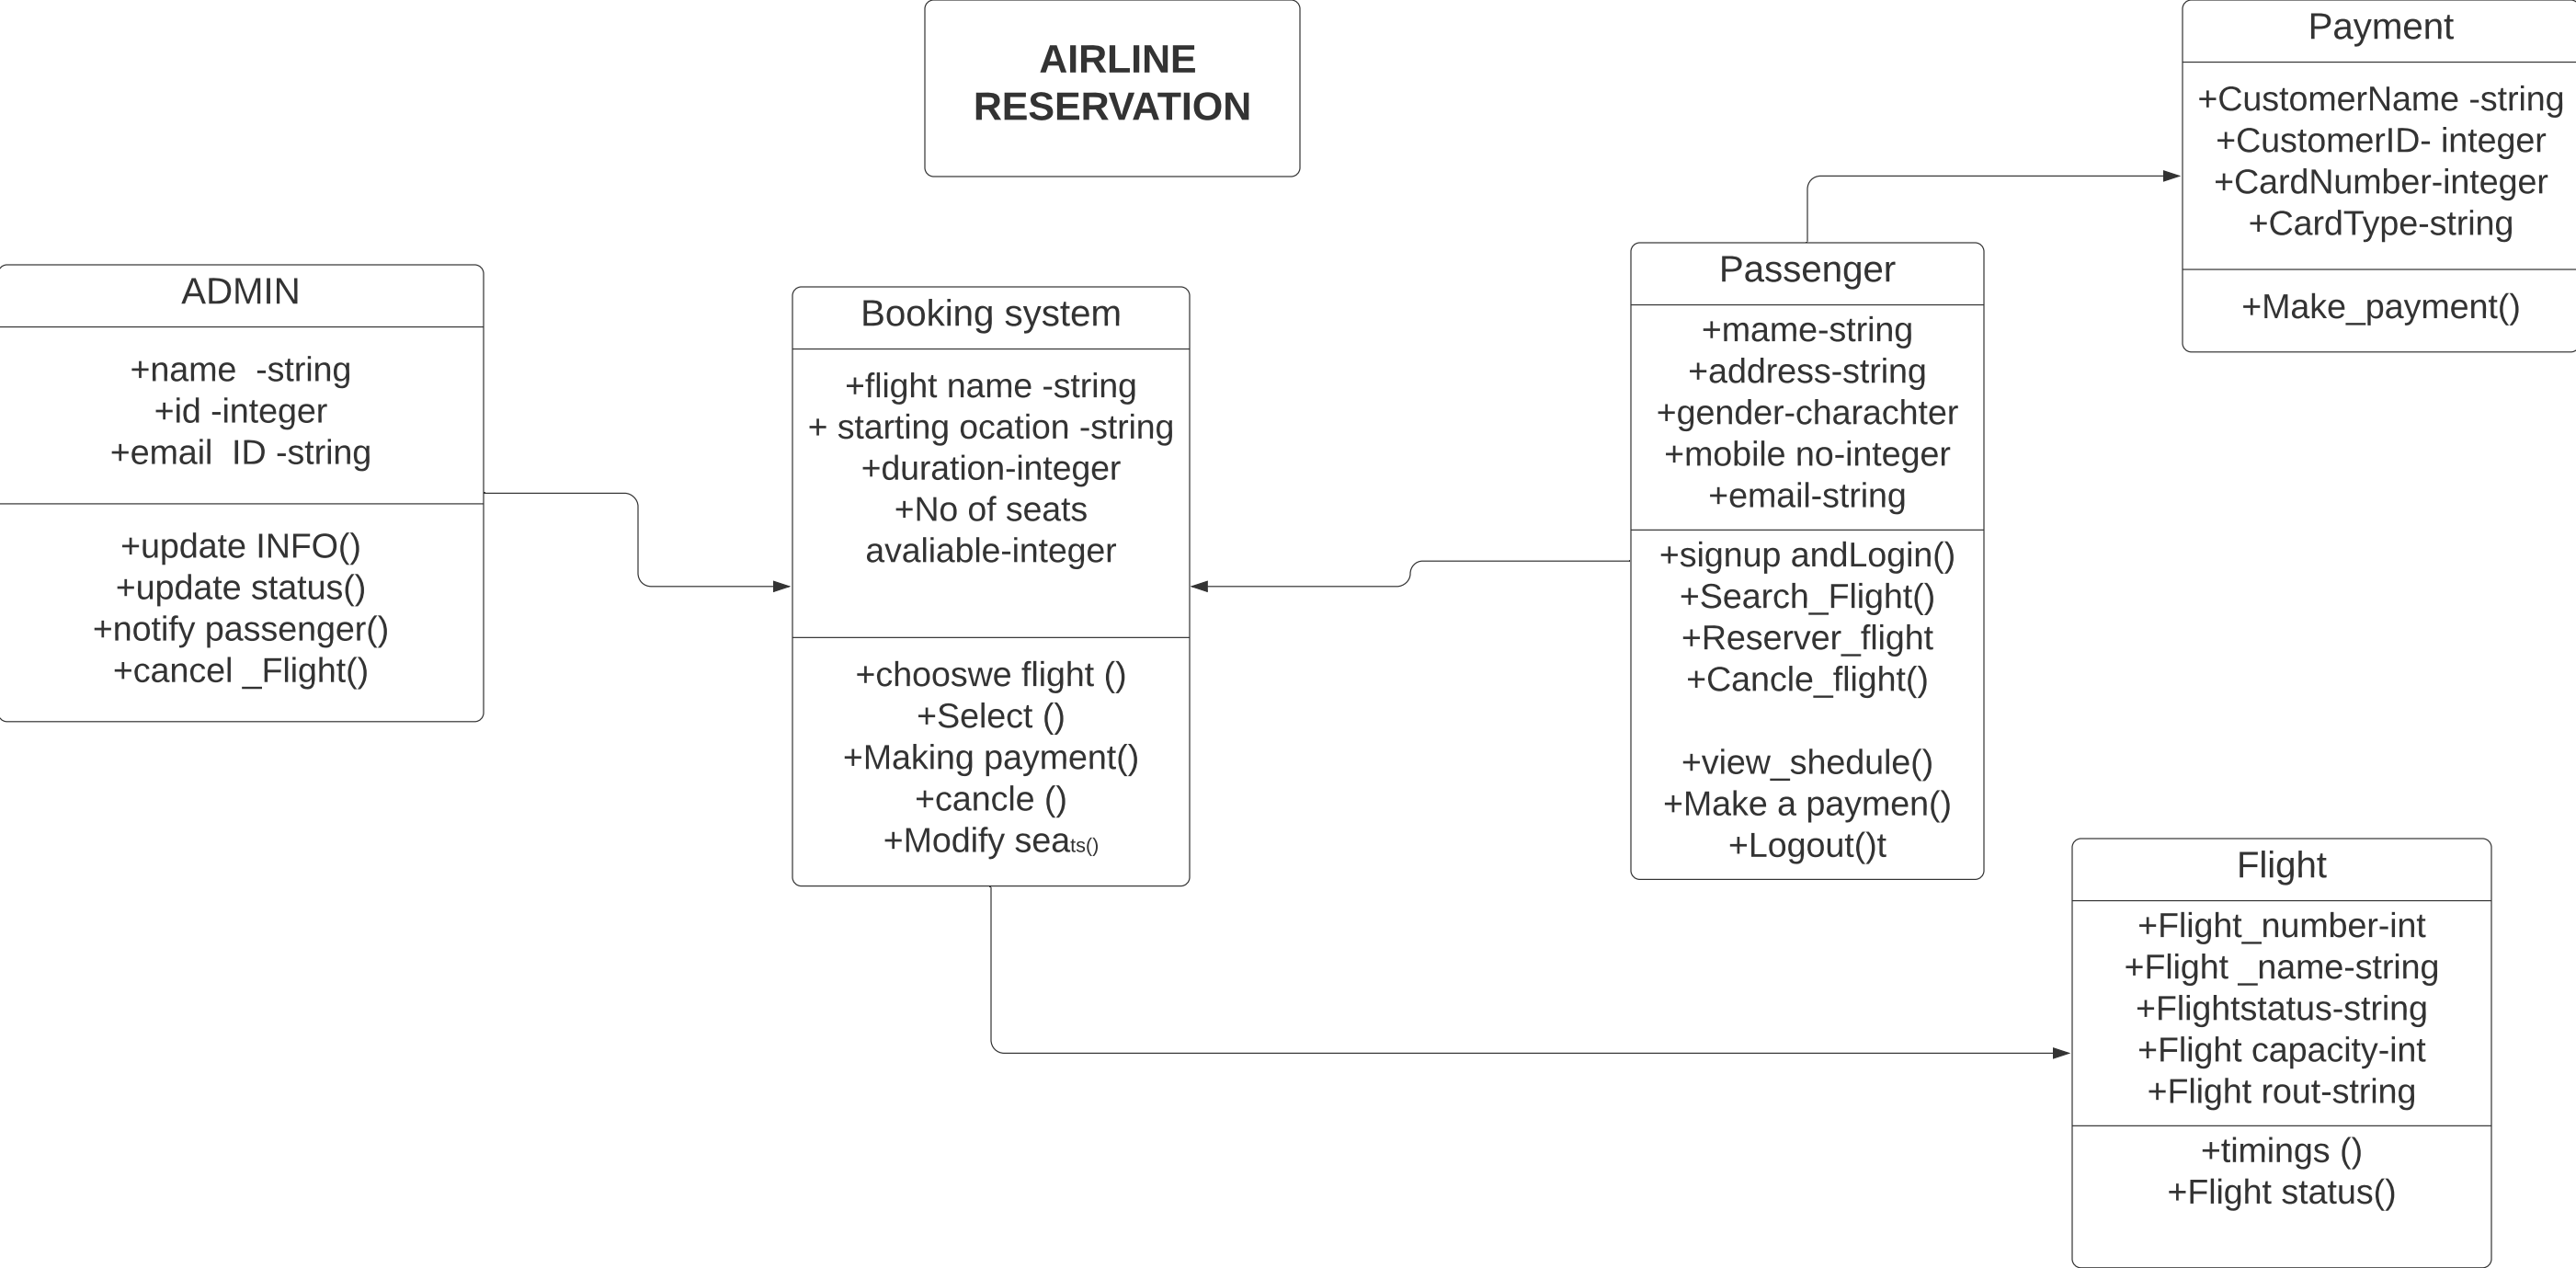 AIRLINE
RESERVATION
ADMIN
+name  -string
+id -integer
+email  ID -string
+update INFO()
+update status()
+notify passenger()
+cancel _Flight()
Booking system
+flight name -string
+ starting ocation -string
+duration-integer
+No of seats
avaliable-integer
+chooswe flight ()
+Select ()
+Making payment()
+cancle ()
+Modify seats()
Passenger
+mame-string
+address-string
+gender-charachter
+mobile no-integer
+email-string
+signup andLogin()
+Search_Flight()
+Reserver_flight
+Cancle_flight()
+view_shedule()
+Make a paymen()
+Logout()t
Payment
+CustomerName -string
+CustomerID- integer
+CardNumber-integer
+CardType-string
+Make_payment()
Flight
+Flight_number-int
+Flight _name-string
+Flightstatus-string
+Flight capacity-int
+Flight rout-string
+timings ()
+Flight status()